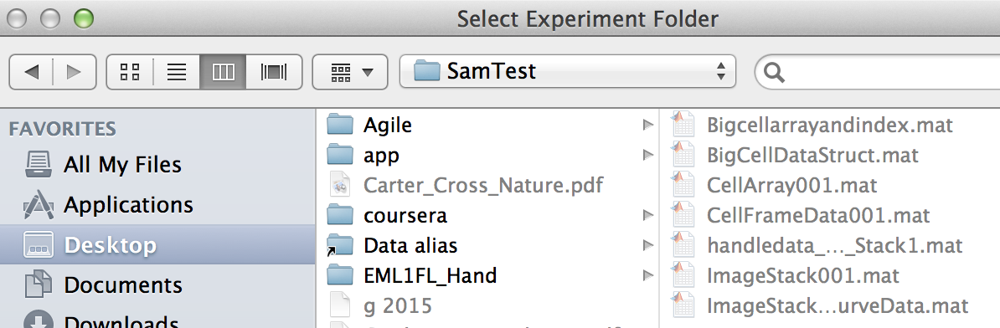 Select Experiment Folder
SamTest
FAVORITES
All My Files
Applications
Desktop
Documents
Downloads
Agile
app
Carter_Cross_Nature.pdf
coursera
Data alias
EML1FL_Hand
g 2015
Bigcellarrayandindex.mat
BigCellDataStruct.mat
CellArray001.mat
CellFrameData001.mat
handledata_..._Stack1.mat
ImageStack001.mat
ImageStack...urveData.mat